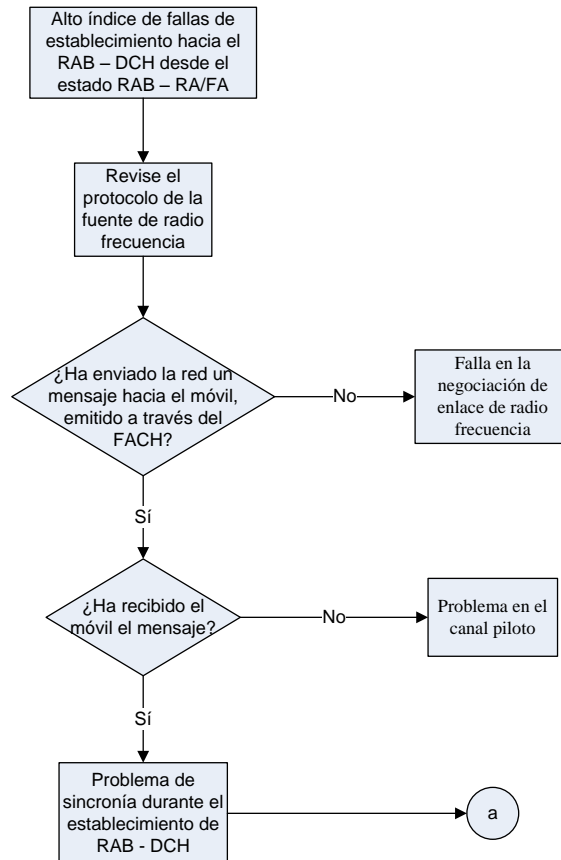 Alto índice de fallas de
establecimiento hacia el
RAB – DCH desde el
estado RAB – RA/FA
Revise el
protocolo de la
fuente de radio
frecuencia
¿Ha enviado la red un
mensaje hacia el móvil,
emitido a través del
FACH?
No
Falla en la
negociación de
enlace de radio
frecuencia
Sí
¿Ha recibido el
móvil el mensaje?
No
Problema en el
canal piloto
Sí
Problema de
sincronía durante el
establecimiento de
RAB - DCH
a